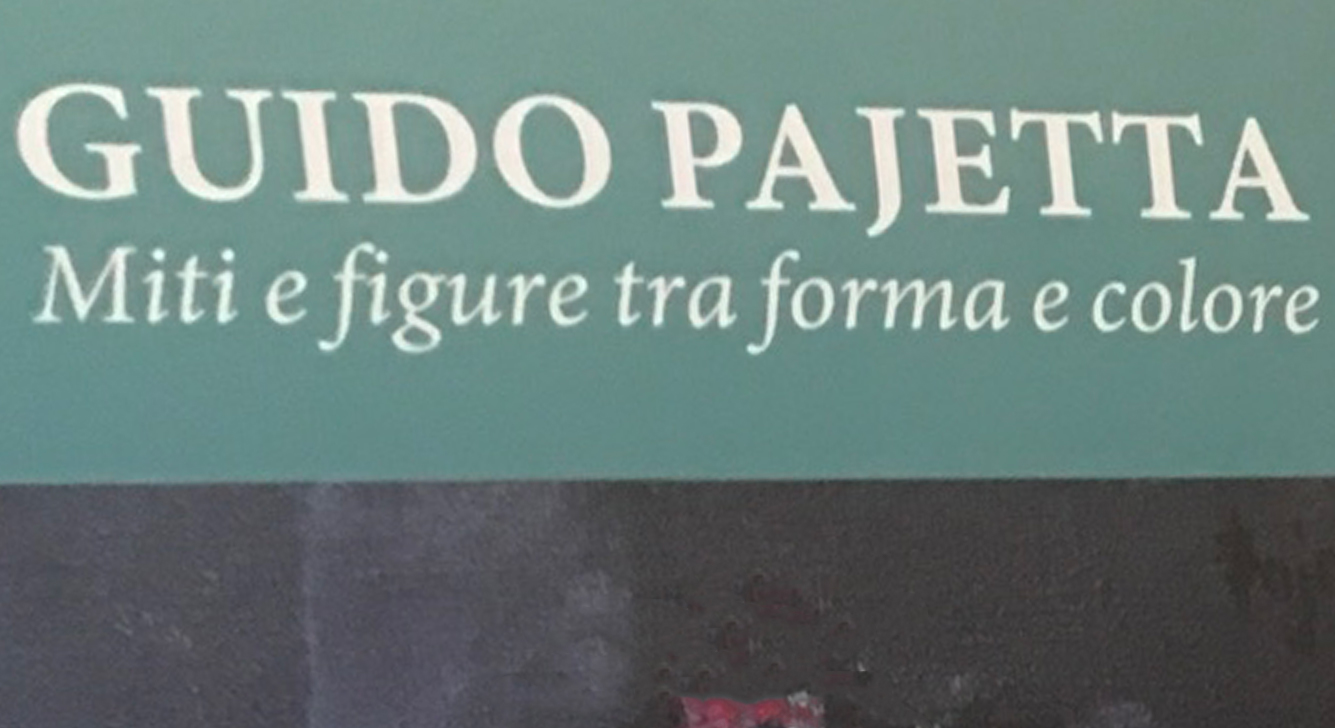 GUIDO PAJETTA
Miti e figure tra forma e colore